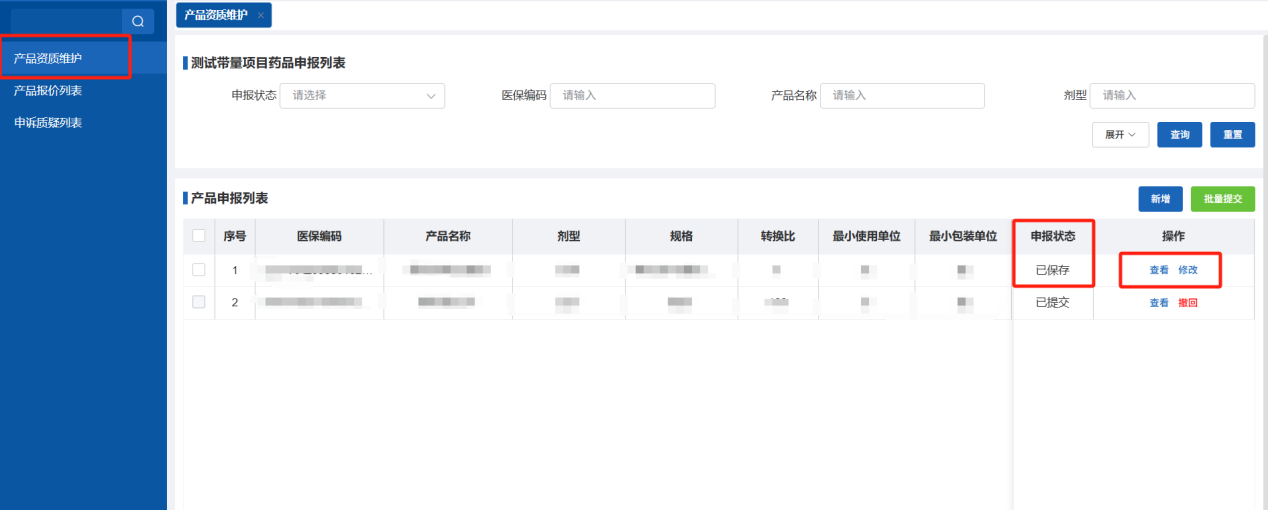 产品资质维护 ×
产品资质维护
产品报价列表
申诉质疑列表
测试带量项目药品申报列表
申报状态 请选择 医保编码 请输入 产品名称 请输入 剂型 请输入
展开 查询 重置
产品申报列表 新增 批量提交
序号 医保编码 产品名称 剂型 规格 转换比 最小使用单位 最小包装单位 申报状态 操作
1 已保存 查看 修改
2 已提交 查看 撤回